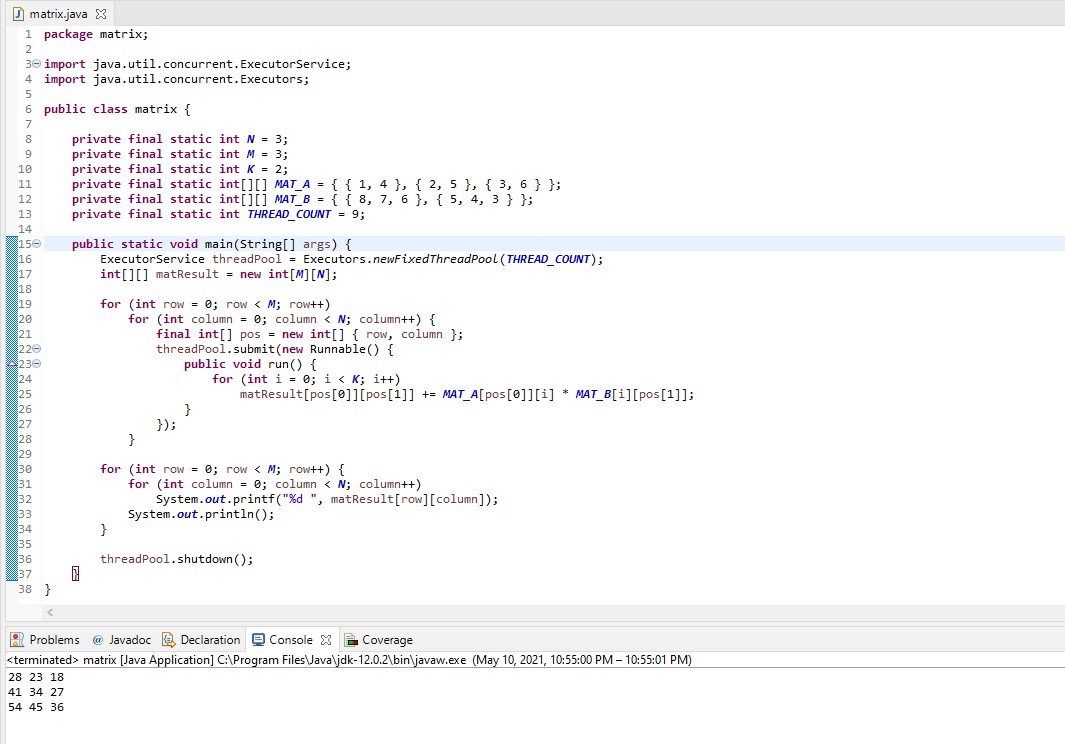 matrix.java
1 package matrix;
2
3 import java.util.concurrent.ExecutorService;
4 import java.util.concurrent.Executors;
5
6 public class matrix {
7
8     private final static int N = 3;
9     private final static int M = 3;
10     private final static int K = 2;
11     private final static int[][] MAT_A = { { 1, 4 }, { 2, 5 }, { 3, 6 } };
12     private final static int[][] MAT_B = { { 8, 7, 6 }, { 5, 4, 3 } };
13     private final static int THREAD_COUNT = 9;
14
15     public static void main(String[] args) {
16         ExecutorService threadPool = Executors.newFixedThreadPool(THREAD_COUNT);
17         int[][] matResult = new int[M][N];
18
19         for (int row = 0; row < M; row++)
20             for (int column = 0; column < N; column++) {
21                 final int[] pos = new int[] { row, column };
22                 threadPool.submit(new Runnable() {
23                     public void run() {
24                         for (int i = 0; i < K; i++)
25                             matResult[pos[0]][pos[1]] += MAT_A[pos[0]][i] * MAT_B[i][pos[1]];
26                     }
27                 });
28             }
29
30         for (int row = 0; row < M; row++) {
31             for (int column = 0; column < N; column++)
32                 System.out.printf("%d ", matResult[row][column]);
33             System.out.println();
34         }
35
36         threadPool.shutdown();
37     }
38 }
Problems @ Javadoc Declaration Console Coverage
<terminated> matrix [Java Application] C:\Program Files\Java\jdk-12.0.2\bin\javaw.exe (May 10, 2021, 10:55:00 PM – 10:55:01 PM)
28 23 18
41 34 27
54 45 36